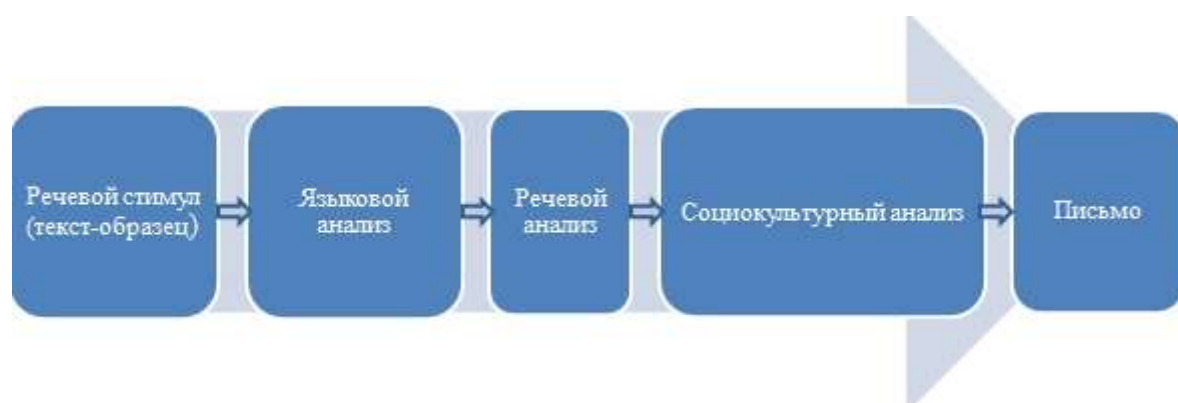 Речевой стимул
(текст-образец)
Языковой
анализ
Речевой
анализ
Социокультурный анализ
Письмо